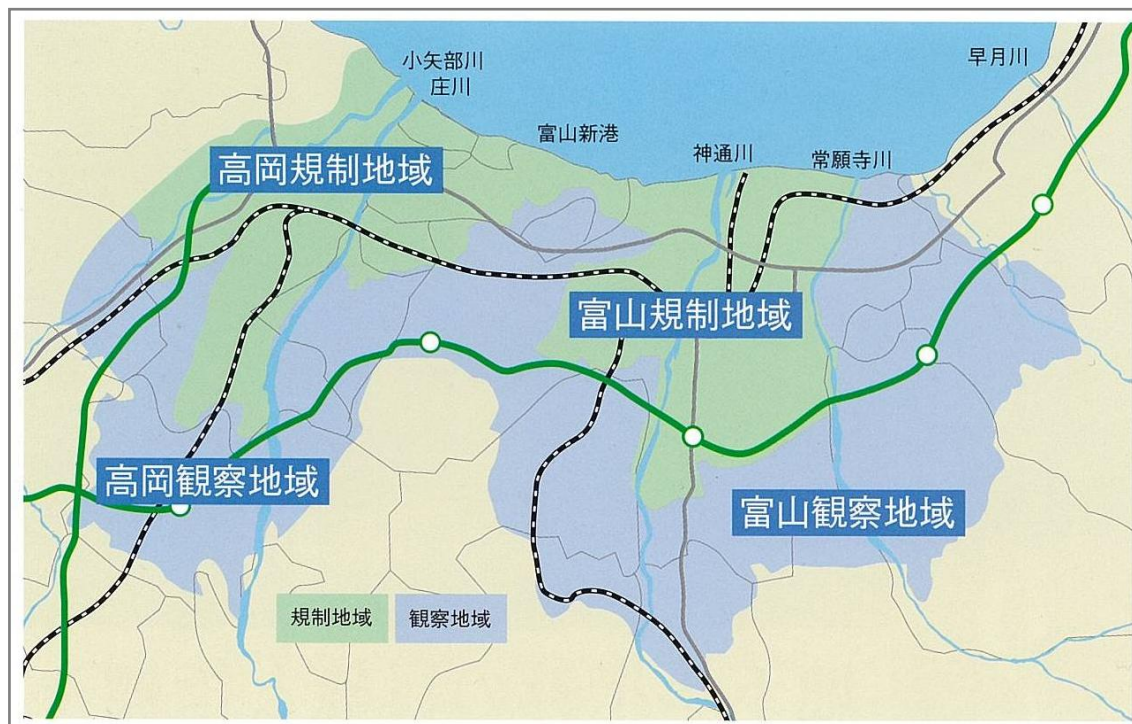 小矢部川
庄川
早月川
富山新港
神通川
常願寺川
高岡規制地域
富山規制地域
高岡観察地域
富山観察地域
規制地域
観察地域